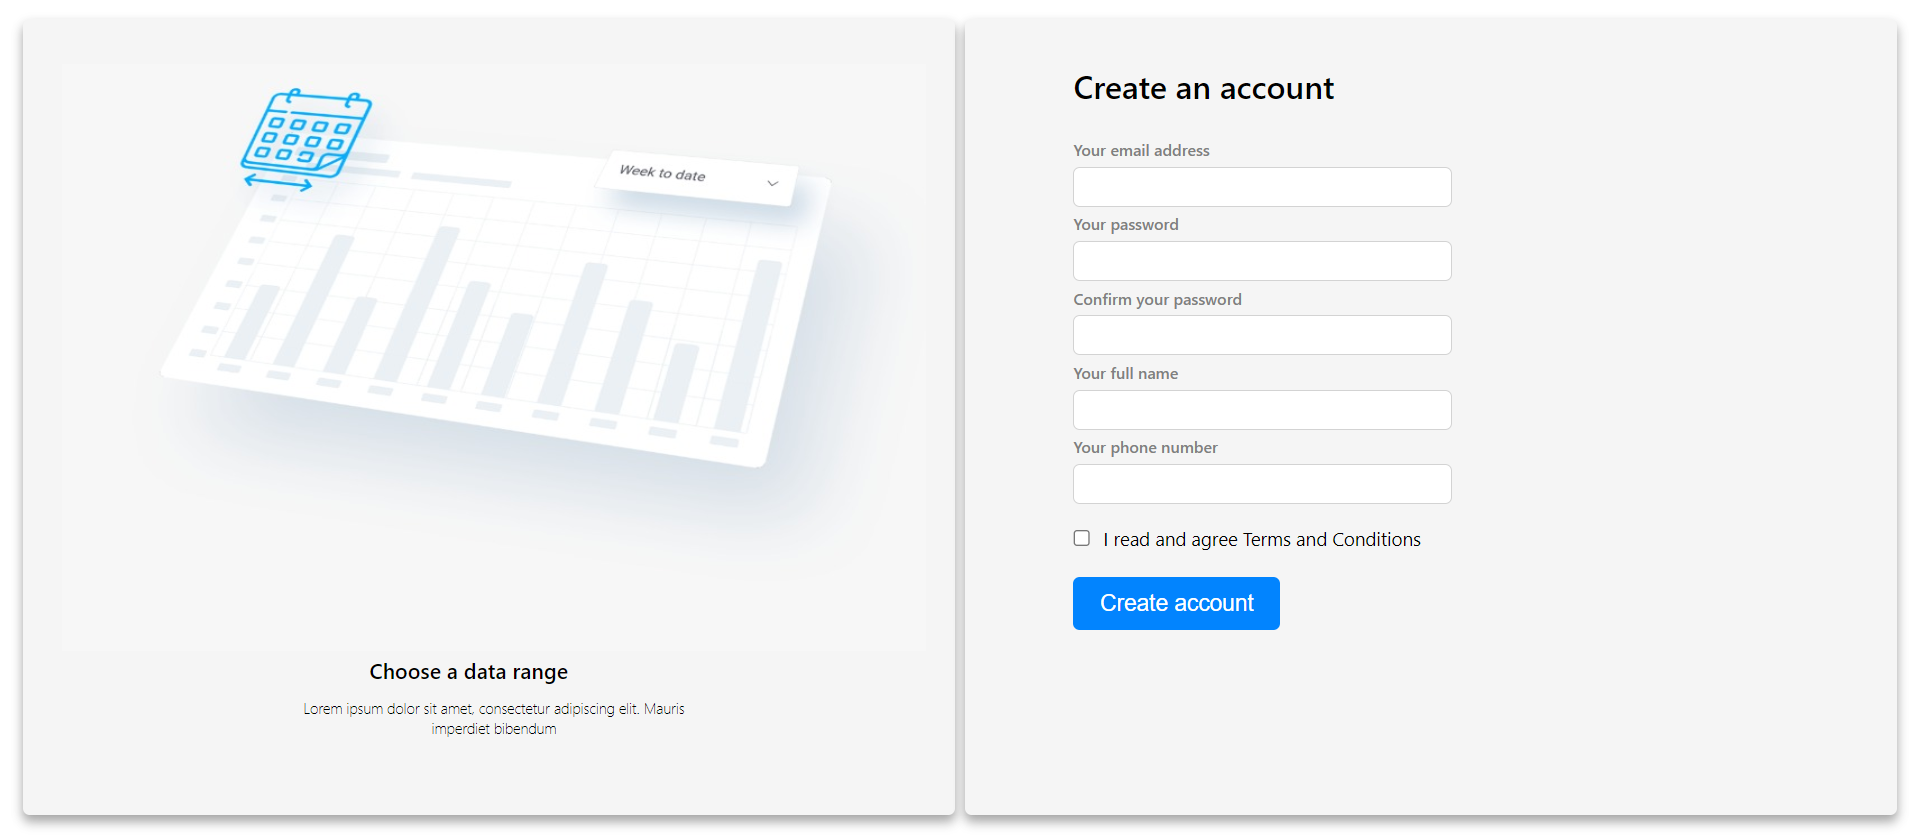 Week to date
Choose a data range
Lorem ipsum dolor sit amet, consectetur adipiscing elit. Mauris
imperdiet bibendum
Create an account
Your email address
Your password
Confirm your password
Your full name
Your phone number
I read and agree Terms and Conditions
Create account